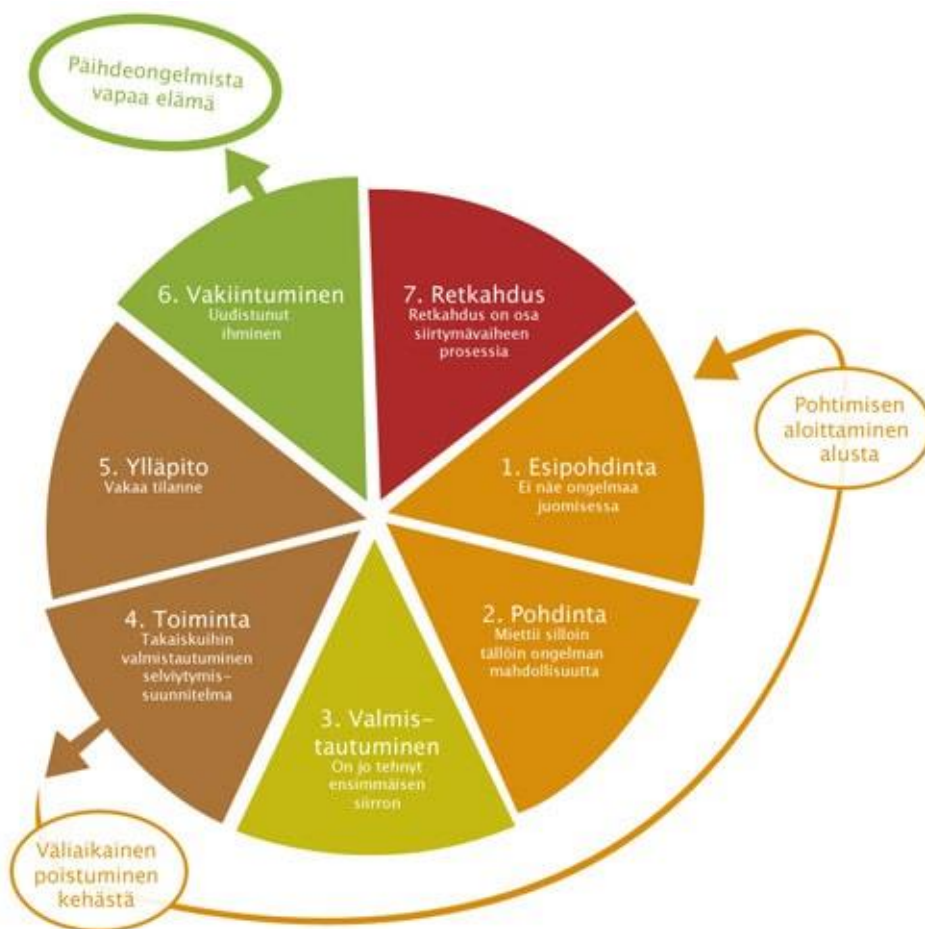 Päihdeongelmista
vapaa elämä
6. Vakiintuminen
Uudistunut
ihminen
7. Retkahdus
Retkahdus on osa
siirtymävaiheen
prosessia
Pohtimisen
aloittaminen
alusta
1. Esipohdinta
Ei näe ongelmaa
juomisessa
5. Ylläpito
Vakaa tilanne
2. Pohdinta
Miettii silloin
tällöin ongelman
mahdollisuutta
4. Toiminta
Takaiskuihin
valmistautuminen
selviytymis-
suunnitelma
3. Valmis-
tautuminen
On jo tehnyt
ensimmäisen
siirron
Väliaikainen
poistuminen
kehästä